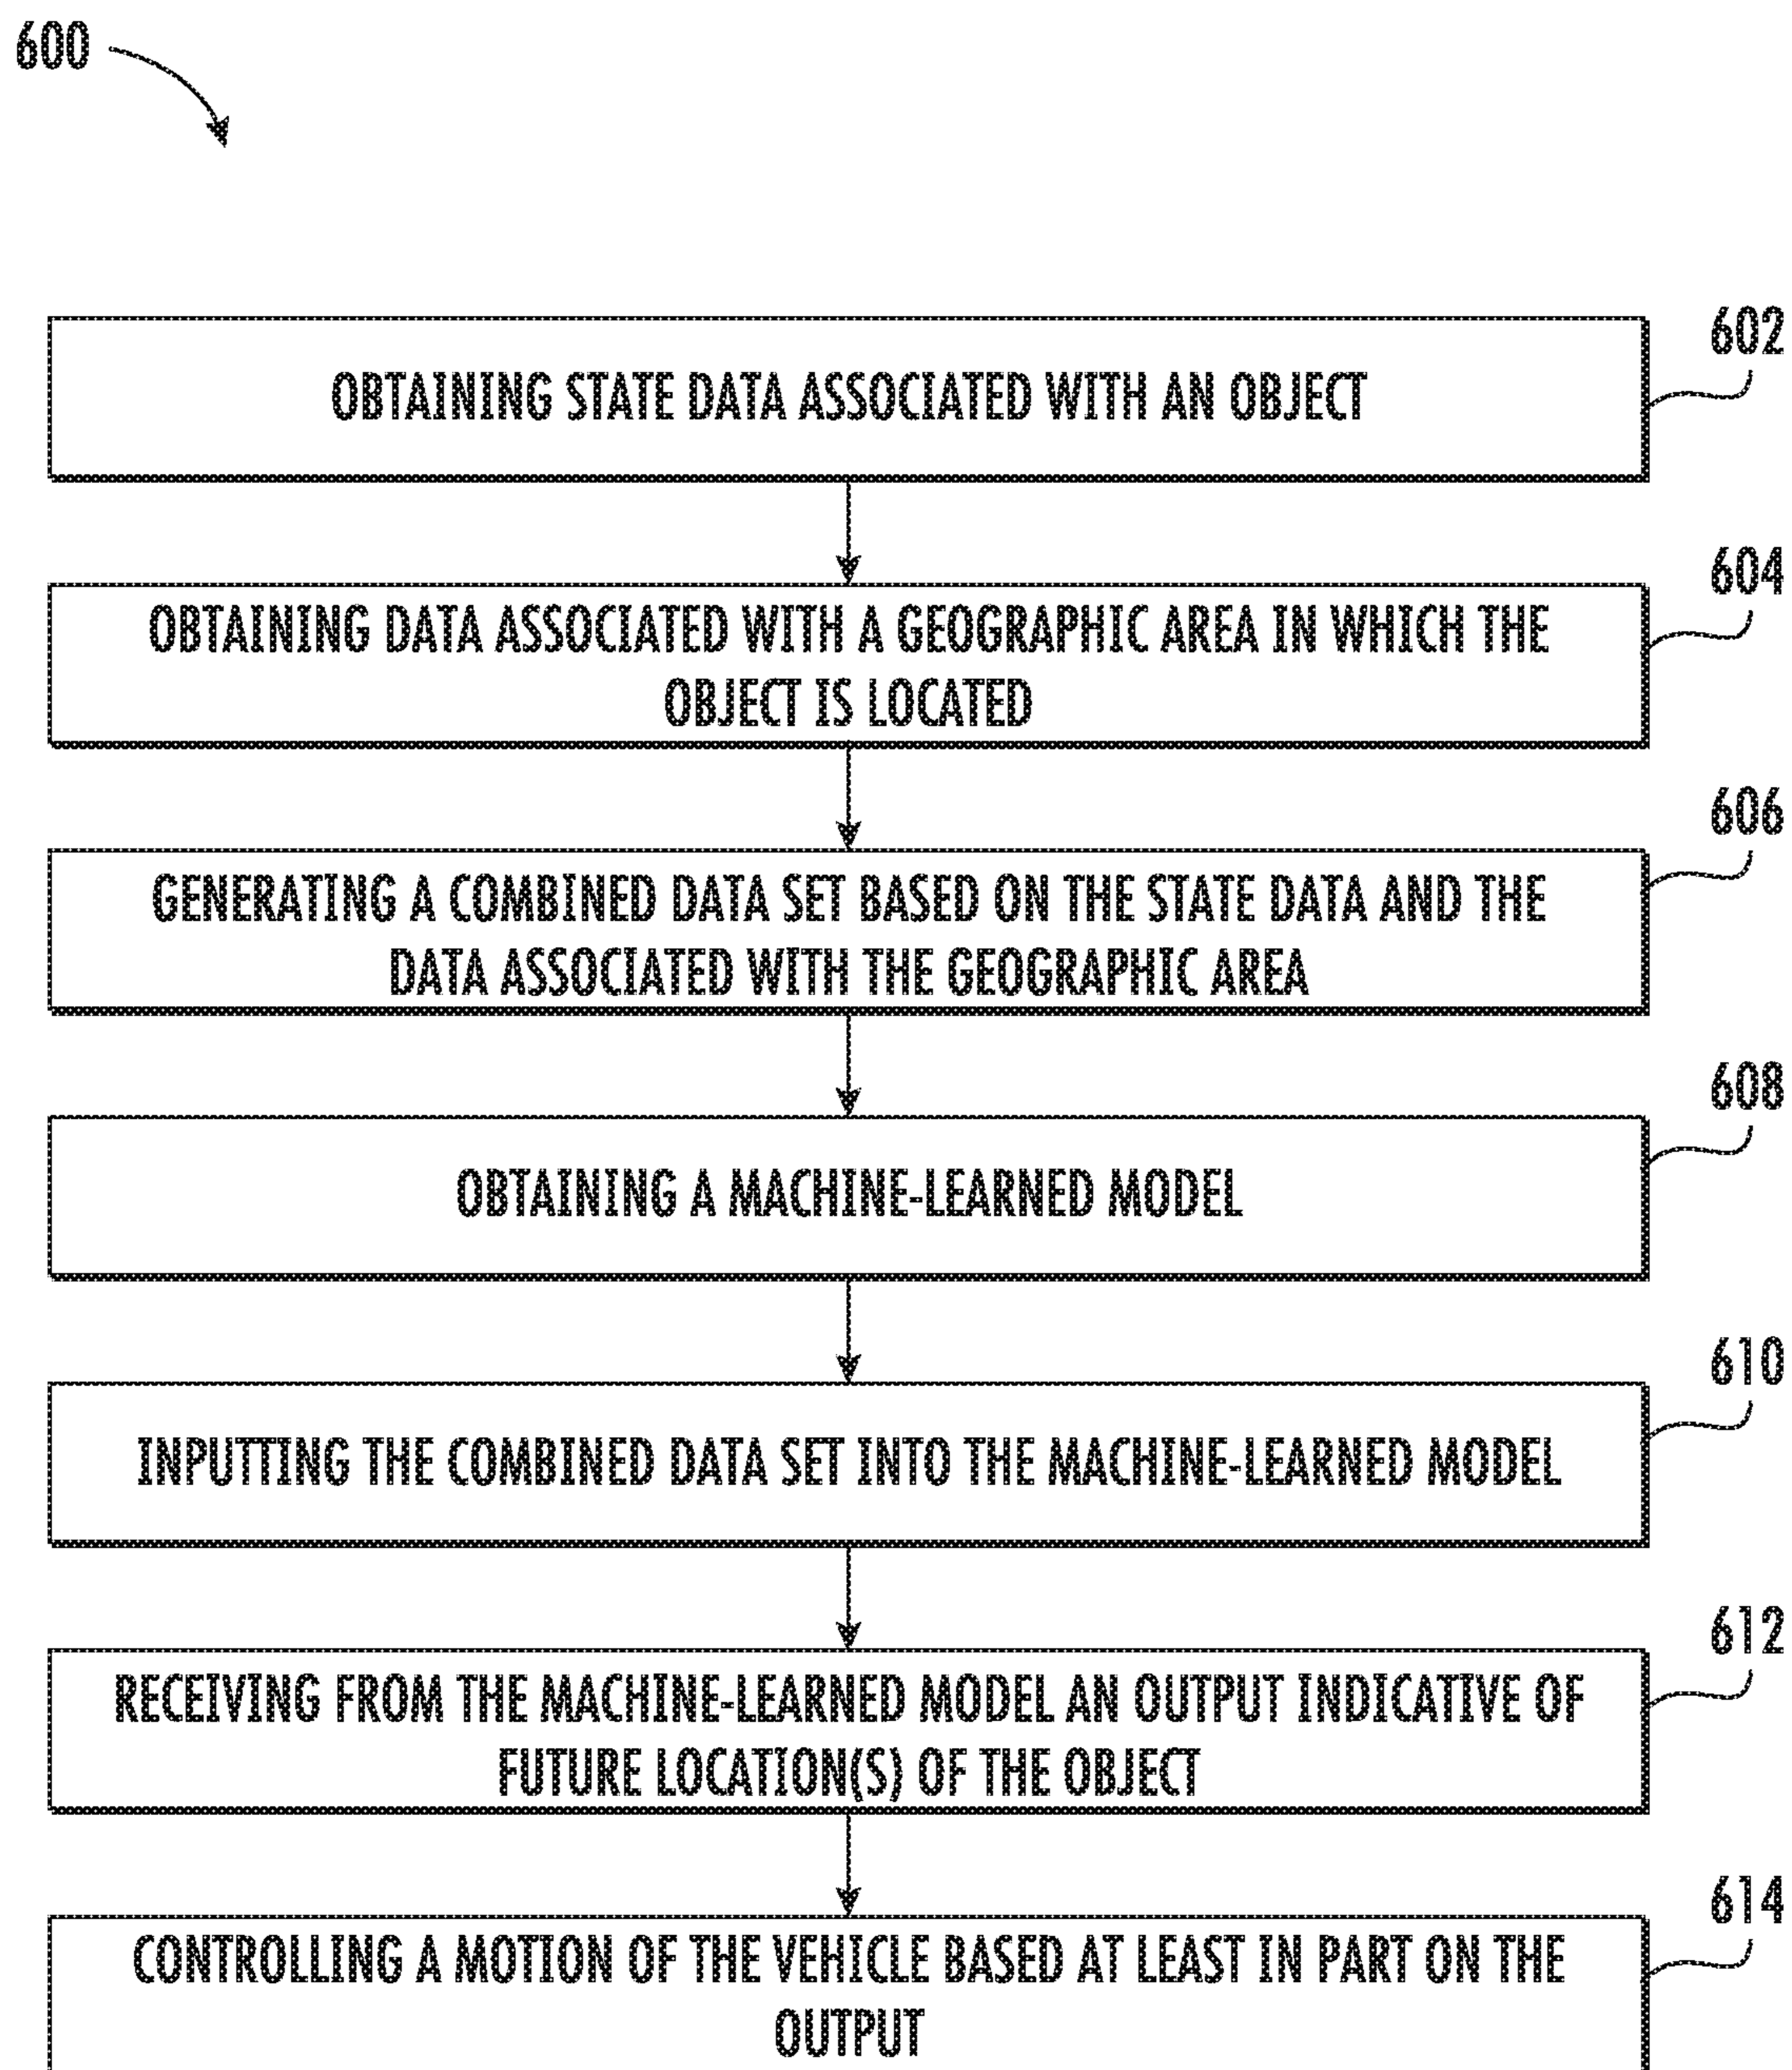 600
602
OBTAINING STATE DATA ASSOCIATED WITH AN OBJECT
604
OBTAINING DATA ASSOCIATED WITH A GEOGRAPHIC AREA IN WHICH THE
OBJECT IS LOCATED
606
GENERATING A COMBINED DATA SET BASED ON THE STATE DATA AND THE
DATA ASSOCIATED WITH THE GEOGRAPHIC AREA
608
OBTAINING A MACHINE-LEARNED MODEL
610
INPUTTING THE COMBINED DATA SET INTO THE MACHINE-LEARNED MODEL
612
RECEIVING FROM THE MACHINE-LEARNED MODEL AN OUTPUT INDICATIVE OF
FUTURE LOCATION(S) OF THE OBJECT
614
CONTROLLING A MOTION OF THE VEHICLE BASED AT LEAST IN PART ON THE
OUTPUT